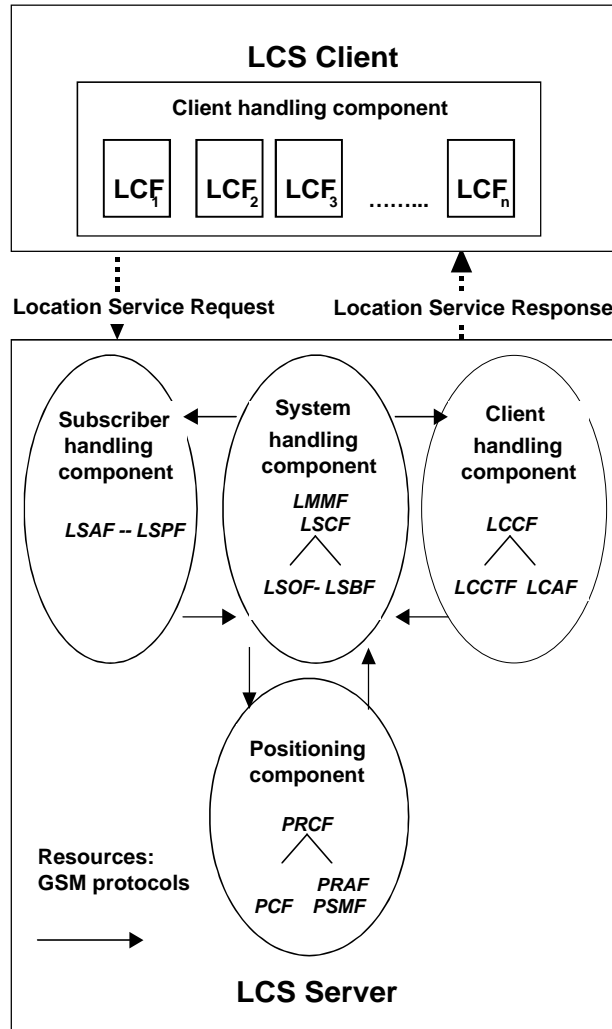 LCS Client
Client handling component
LCF1 LCF2 LCF3 ……... LCFn
Location Service Request
Location Service Response
Subscriber
handling
component
LSAF -- LSPF
System
handling
component
LMMF
LSCF
LSOF- LSBF
Client
handling
component
LCCF
LCCTF LCAF
Positioning
component
PRCF
PRAF
PCF PSMF
Resources:
GSM protocols
LCS Server